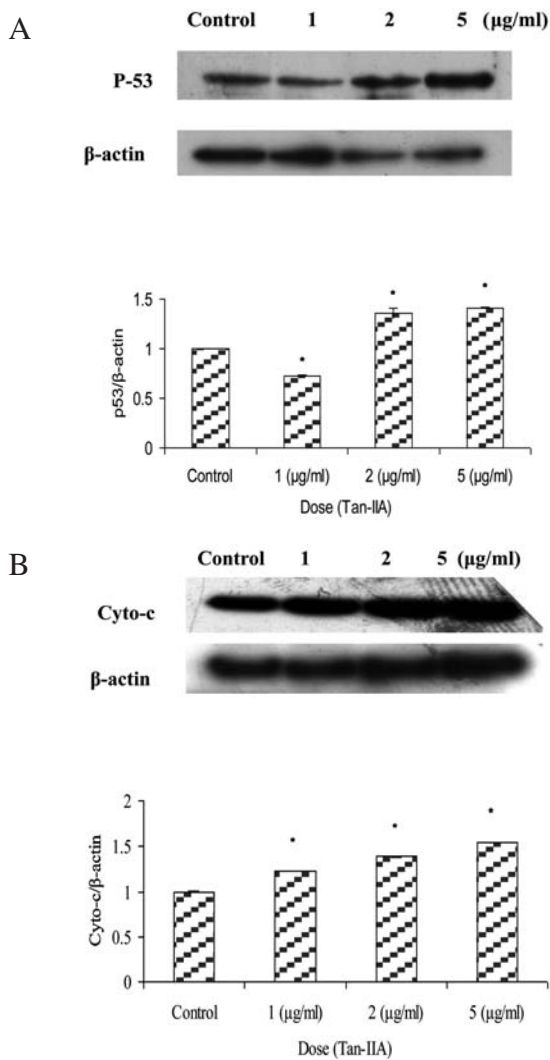 A
Control 1 2 5 (μg/ml)
P-53
β-actin
p53/β-actin
1.5
1
0.5
0
* * *
Control 1 (μg/ml) 2 (μg/ml) 5 (μg/ml)
Dose (Tan-IIA)
B
Control 1 2 5 (μg/ml)
Cyto-c
β-actin
Cyto-c/β-actin
2
1.5
1
0.5
0
* * *
Control 1 (μg/ml) 2 (μg/ml) 5 (μg/ml)
Dose (Tan-IIA)